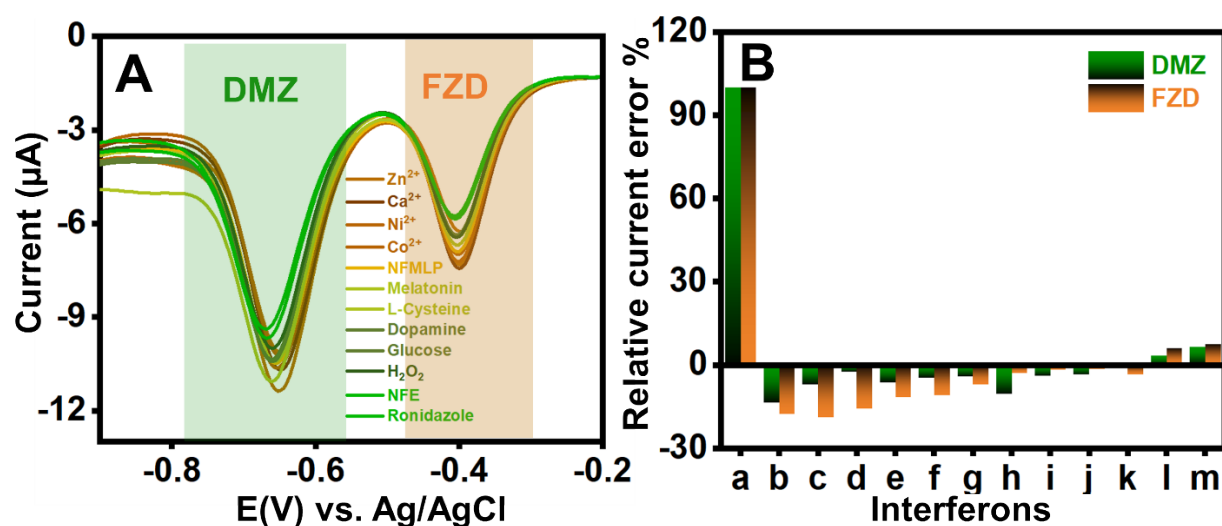 A
DMZ
FZD
0
-3
-6
-9
-12
Current (µA)
Zn²⁺
Ca²⁺
Ni²⁺
Co²⁺
NFMLP
Melatonin
L-Cysteine
Dopamine
Glucose
H₂O₂
NFE
Ronidazole
-0.8
-0.6
-0.4
-0.2
E(V) vs. Ag/AgCl
B
DMZ
FZD
120
90
60
30
0
-30
Relative current error %
a b c d e f g h i j k l m
Interferons